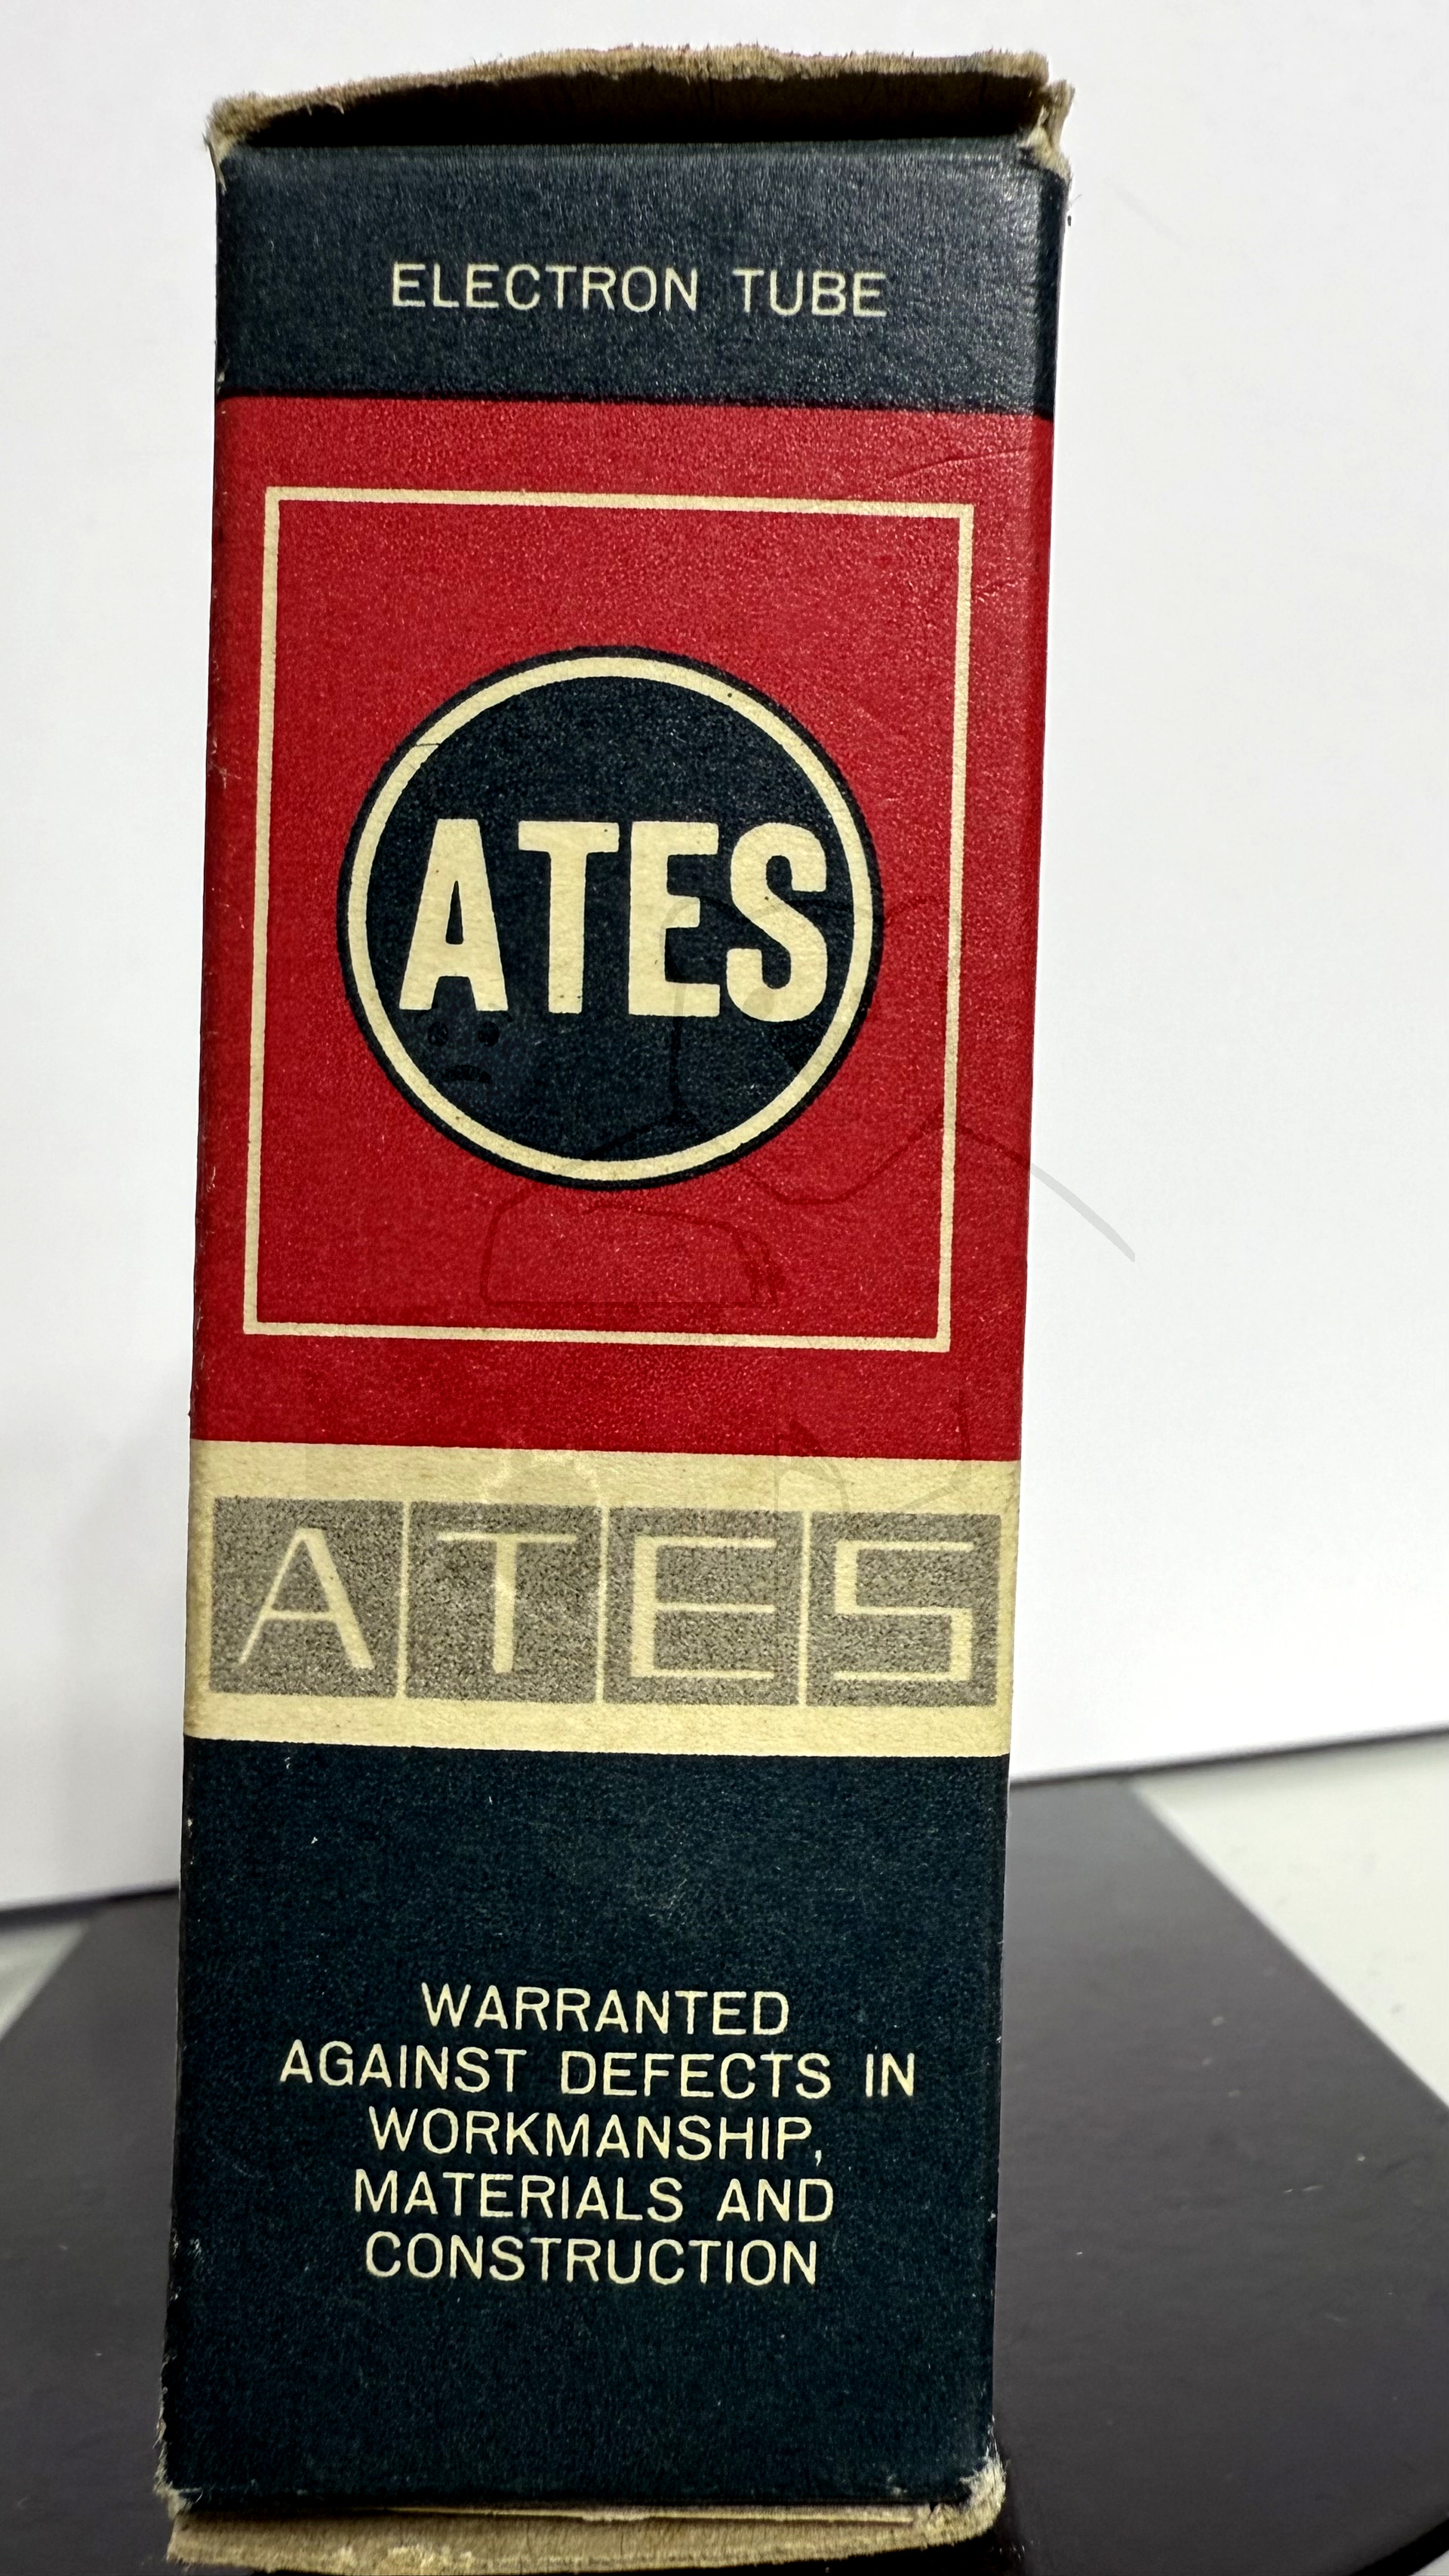 ELECTRON TUBE
ATES
ATES
WARRANTED
AGAINST DEFECTS IN
WORKMANSHIP,
MATERIALS AND
CONSTRUCTION